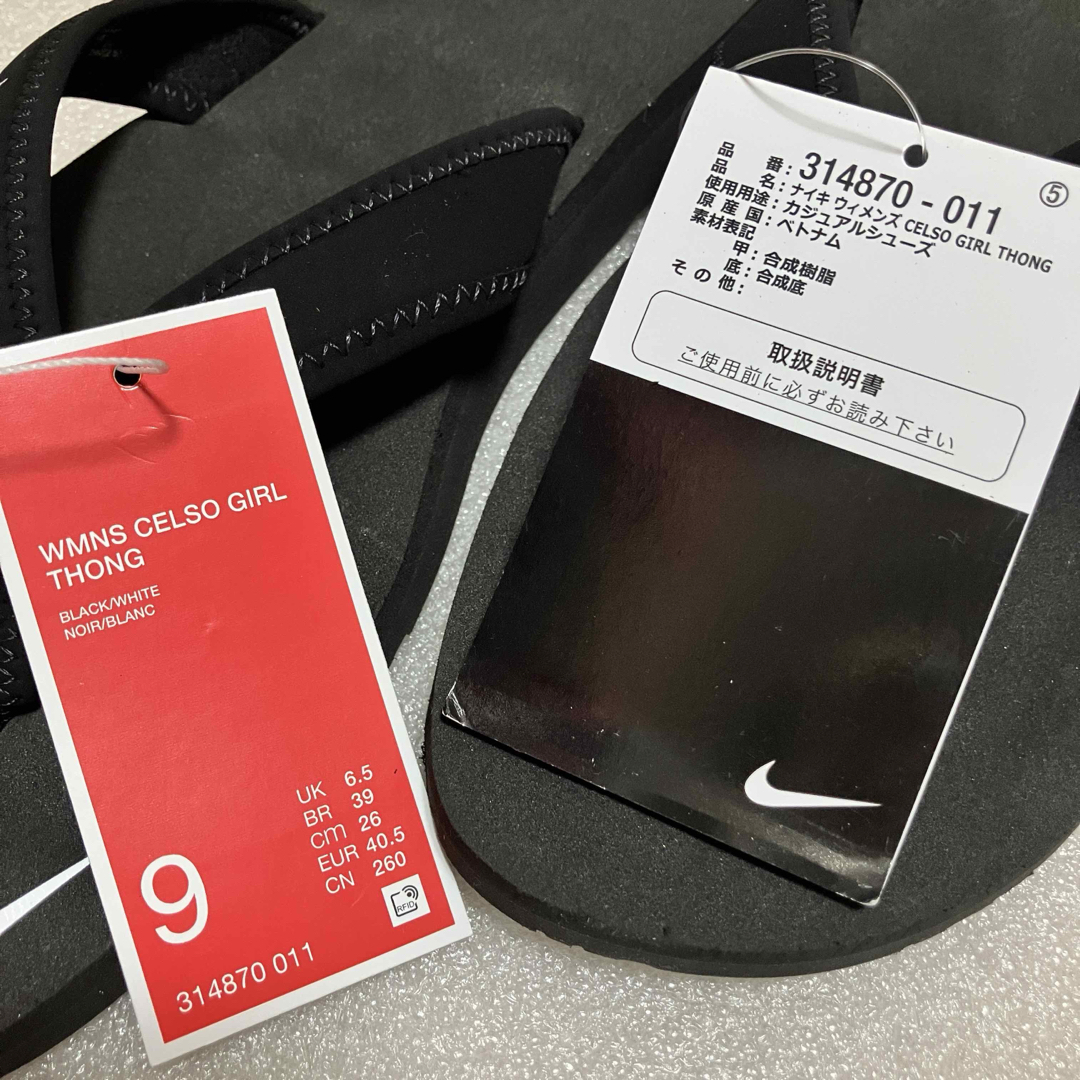 WMNS CELSO GIRL
THONG
BLACK/WHITE
NOIR/BLANC
UK 6.5
BR 39
cm 26
EUR 40.5
CN 260
RFID
9
314870 011
⑤
品番: 314870 - 011
品名: ナイキ ウィメンズ CELSO GIRL THONG
使用用途: カジュアルシューズ
原産国: ベトナム
素材表記
甲: 合成樹脂
底: 合成底
その他:
取扱説明書
ご使用前に必ずお読み下さい